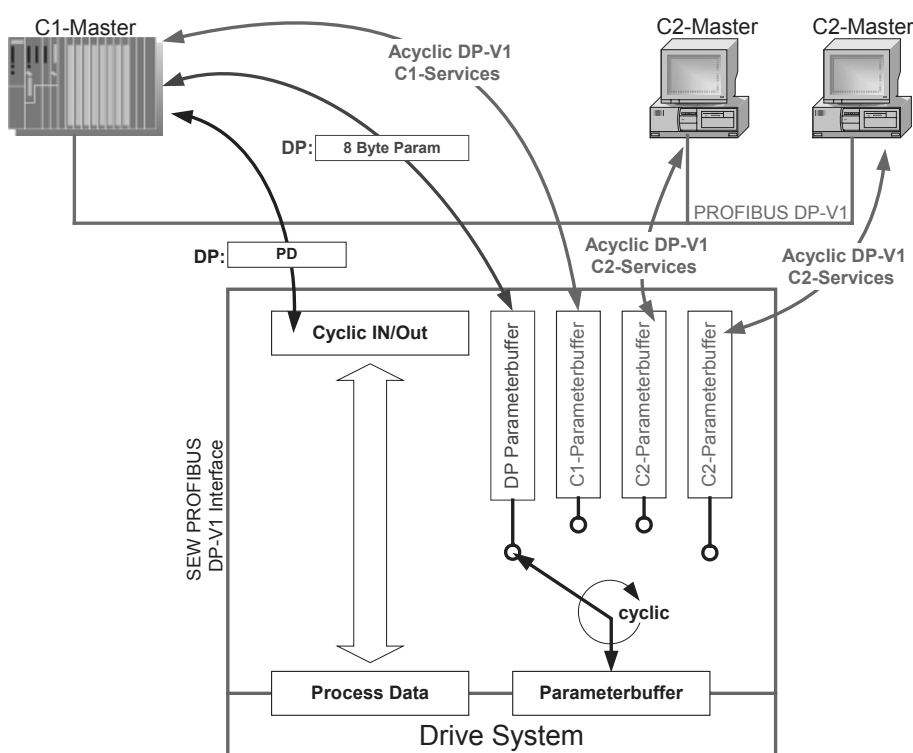 C1-Master
C2-Master
C2-Master
Acyclic DP-V1
C1-Services
DP:
8 Byte Param
PROFIBUS DP-V1
DP:
PD
Acyclic DP-V1
C2-Services
Acyclic DP-V1
C2-Services
Cyclic IN/Out
DP Parameterbuffer
C1-Parameterbuffer
C2-Parameterbuffer
C2-Parameterbuffer
SEW PROFIBUS
DP-V1 Interface
cyclic
Process Data
Parameterbuffer
Drive System